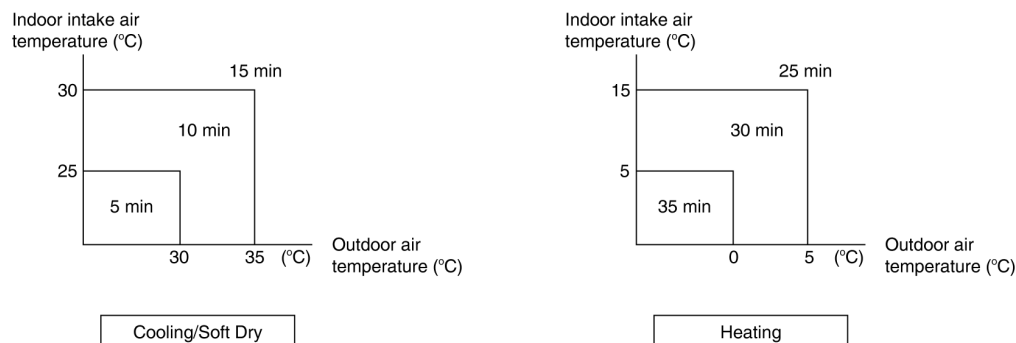 Indoor intake air
temperature (°C)
15 min
30
10 min
25
5 min
30 35 (°C)
Outdoor air
temperature (°C)
Cooling/Soft Dry
Indoor intake air
temperature (°C)
25 min
15
30 min
5
35 min
0 5 (°C)
Outdoor air
temperature (°C)
Heating